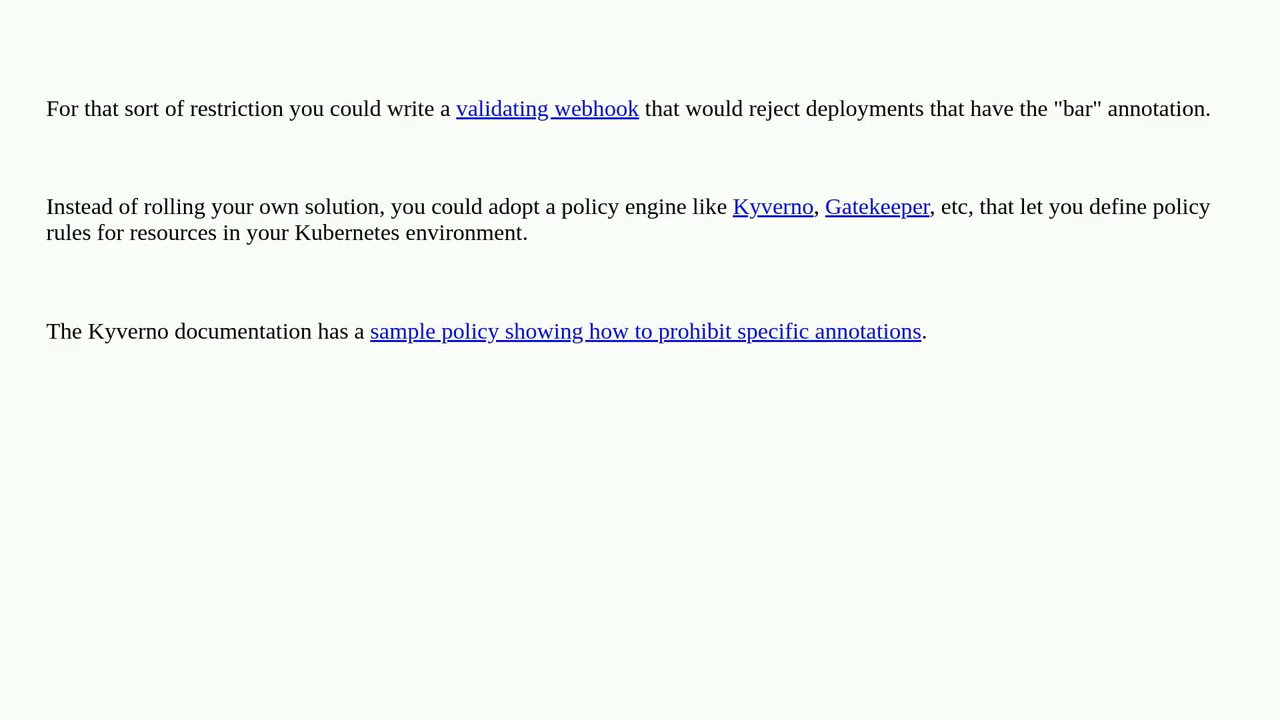 For that sort of restriction you could write a validating webhook that would reject deployments that have the "bar" annotation.
Instead of rolling your own solution, you could adopt a policy engine like Kyverno, Gatekeeper, etc, that let you define policy
rules for resources in your Kubernetes environment.
The Kyverno documentation has a sample policy showing how to prohibit specific annotations.